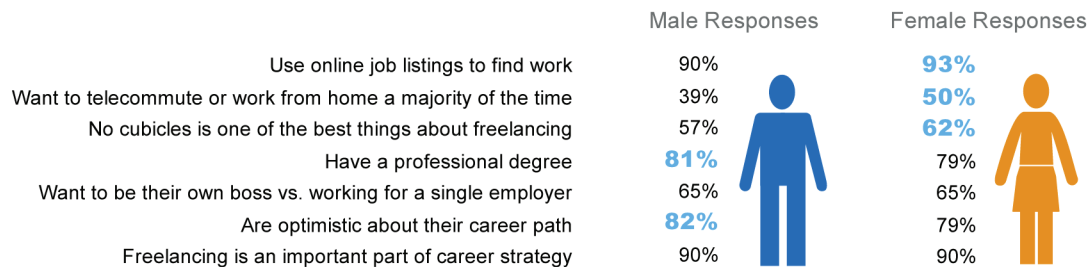 Male Responses Female Responses
Use online job listings to find work 90% 93%
Want to telecommute or work from home a majority of the time 39% 50%
No cubicles is one of the best things about freelancing 57% 62%
Have a professional degree 81% 79%
Want to be their own boss vs. working for a single employer 65% 65%
Are optimistic about their career path 82% 79%
Freelancing is an important part of career strategy 90% 90%